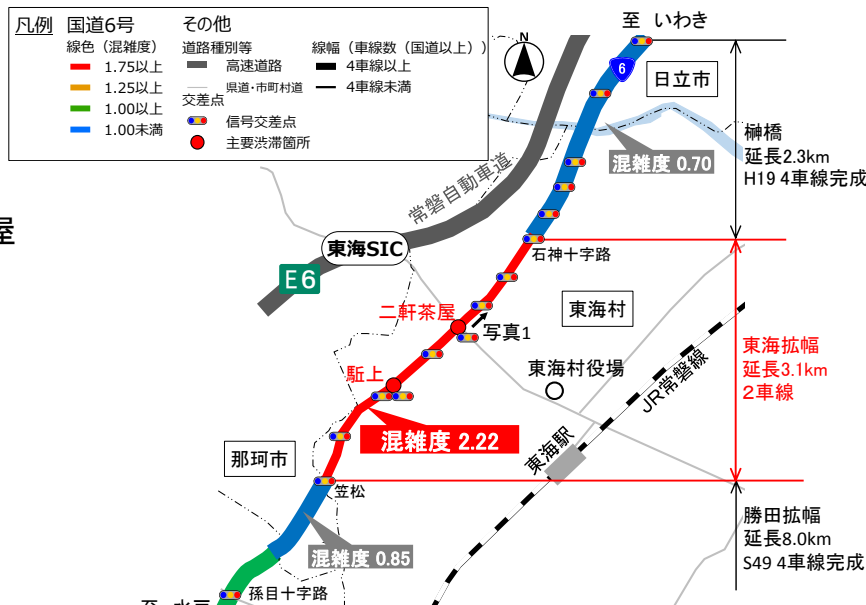 凡例 国道6号 その他
線色（混雑度） 道路種別等 線幅（車線数（国道以上））
1.75以上 高速道路 4車線以上
1.25以上 県道・市町村道 4車線未満
1.00以上 交差点
1.00未満 信号交差点
主要渋滞箇所
N
至 いわき
6
日立市
榊橋
延長2.3km
H19 4車線完成
混雑度 0.70
常磐自動車道
屋
東海SIC
E6
石神十字路
二軒茶屋
写真1
東海村
東海村役場
JR常磐線
東海拡幅
延長3.1km
2車線
駈上
混雑度 2.22
東海駅
那珂市
笠松
勝田拡幅
延長8.0km
S49 4車線完成
混雑度 0.85
孫目十字路
至 水戸